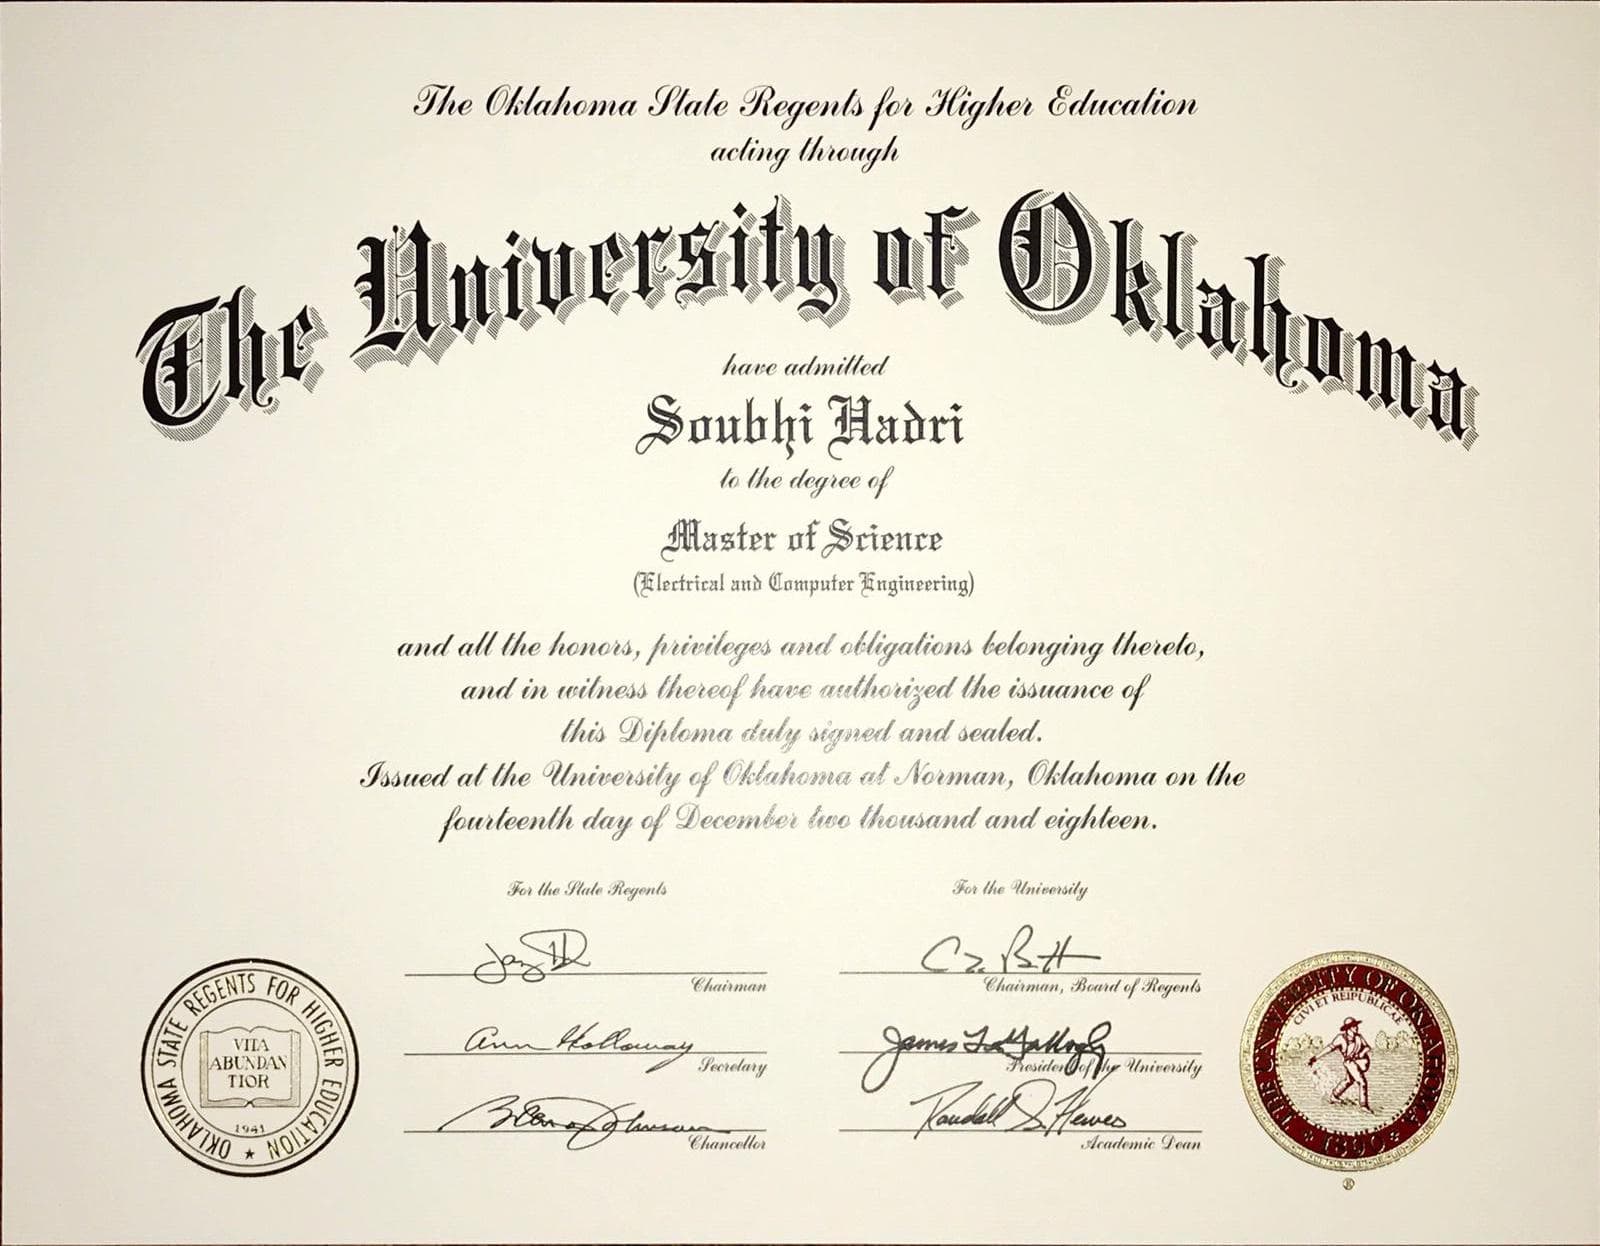 The Oklahoma State Regents for Higher Education
acting through
The University of Oklahoma
have admitted
Soubhi Hadri
to the degree of
Master of Science
(Electrical and Computer Engineering)
and all the honors, privileges and obligations belonging thereto,
and in witness thereof have authorized the issuance of
this Diploma duly signed and sealed.
Issued at the University of Oklahoma at Norman, Oklahoma on the
fourteenth day of December two thousand and eighteen.
For the State Regents
Chairman
Ann Holloway
Secretary
Chancellor
For the University
Chairman, Board of Regents
President of the University
Academic Dean
OKLAHOMA STATE REGENTS FOR HIGHER EDUCATION
VITA
ABUNDAN
TIOR
1941
THE UNIVERSITY OF OKLAHOMA
CIVI ET REIPUBLICAE
1890
®